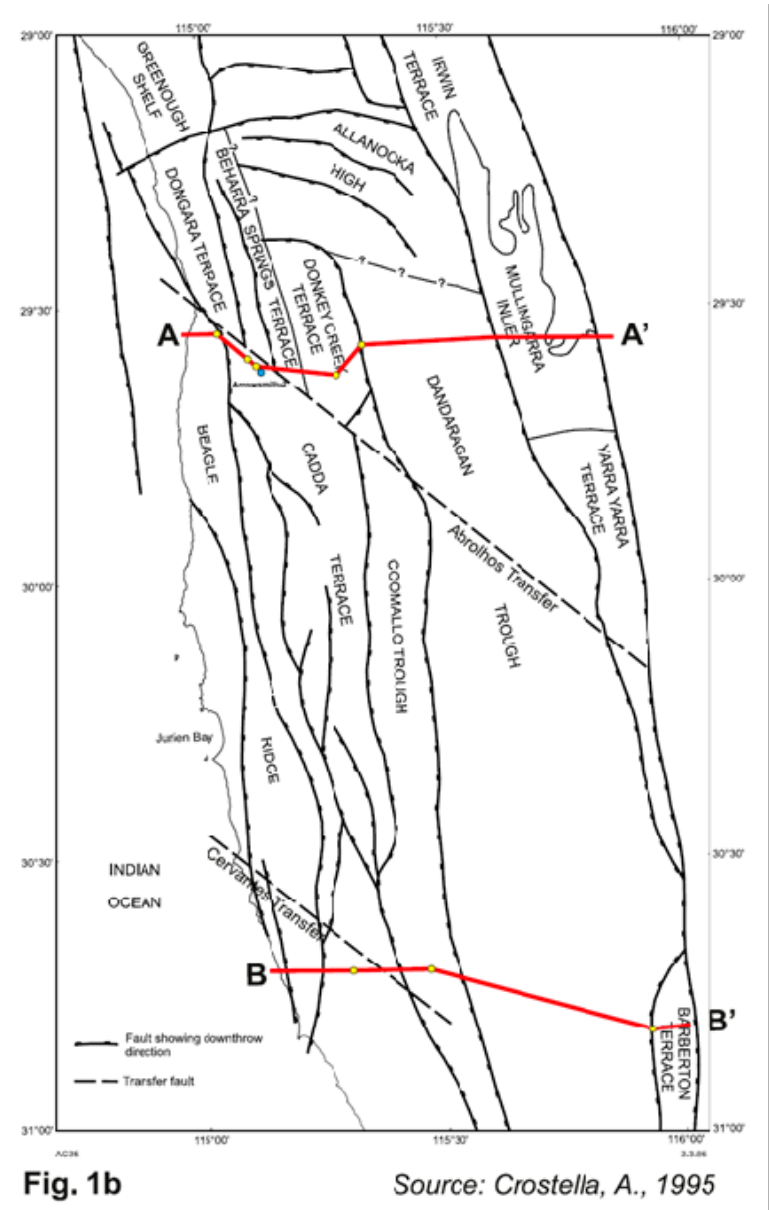 115°00'
115°30'
116°00'
29°00'
29°00'
GREENOUGH
SHELF
IRWIN
TERRACE
ALLANOCKA
HIGH
?
BEHARRA SPRINGS TERRACE
?
DONGARA TERRACE
DONKEY CREEK
TERRACE
? ? ?
MULLINGARRA
INLIER
29°30'
29°30'
A
A'
DANDARAGAN
BEAGLE
CADDA
YARRA YARRA
TERRACE
Abrolhos Transfer
30°00'
30°00'
TERRACE
COOMALLO TROUGH
TROUGH
Jurien Bay
RIDGE
30°30'
30°30'
Cervantes Transfer
INDIAN
OCEAN
B
B'
BARBERTON
TERRACE
Fault showing downthrow
direction
Transfer fault
31°00'
31°00'
115°00'
115°30'
116°00'
AC36
Fig. 1b
Source: Crostella, A., 1995